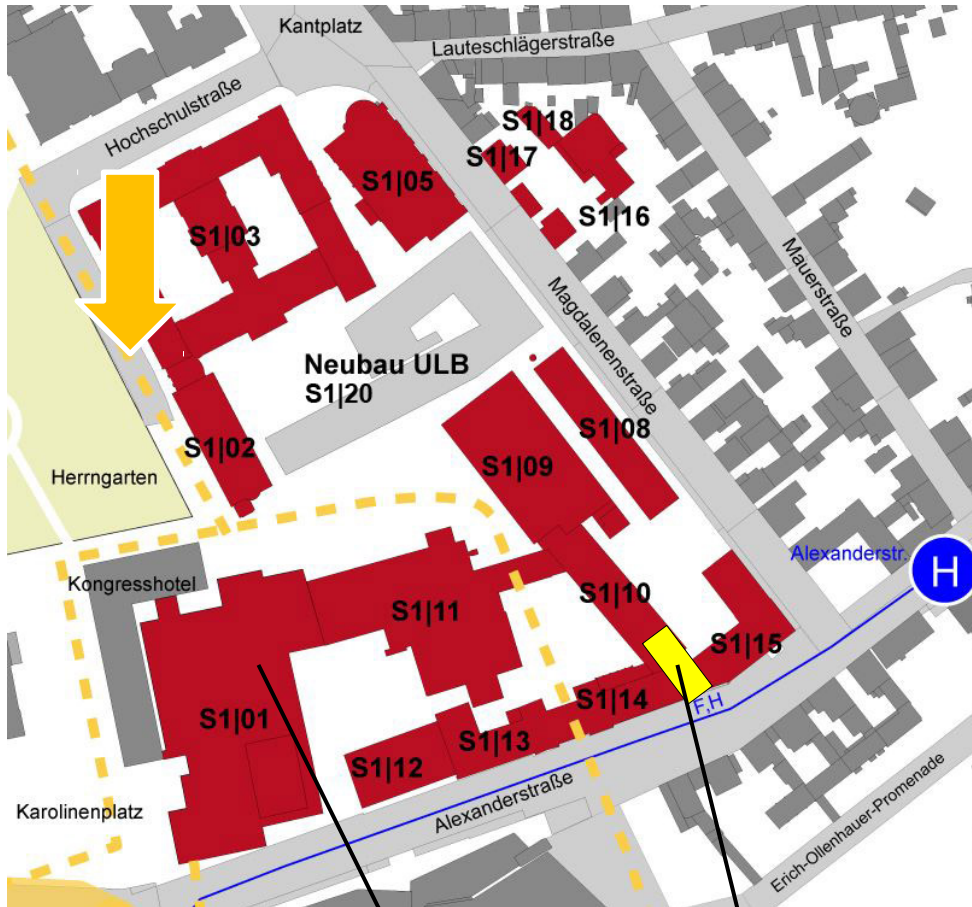 Kantplatz
Lauteschlägerstraße
Hochschulstraße
S1|18
S1|17
S1|05
S1|16
S1|03
Mauerstraße
Magdalenenstraße
Neubau ULB
S1|20
S1|08
S1|02
S1|09
Herrngarten
Alexanderstr.
H
Kongresshotel
S1|10
S1|11
S1|15
S1|14
F,H
S1|01
S1|13
S1|12
Karolinenplatz
Alexanderstraße
Erich-Ollenhauer-Promenade